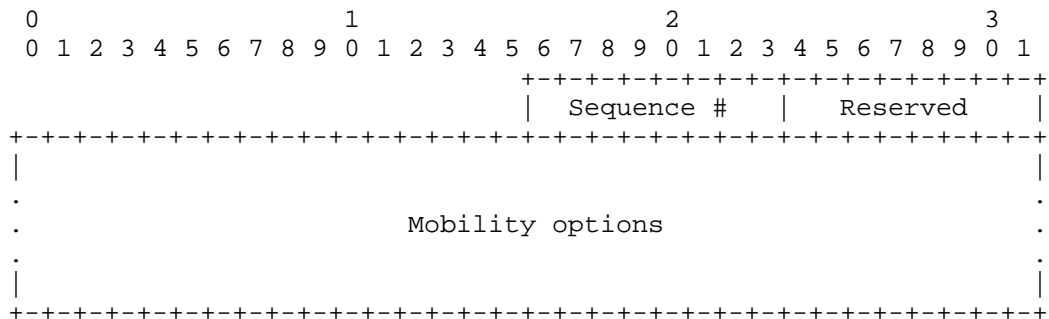 0                   1                   2                   3
 0 1 2 3 4 5 6 7 8 9 0 1 2 3 4 5 6 7 8 9 0 1 2 3 4 5 6 7 8 9 0 1
                                +-+-+-+-+-+-+-+-+-+-+-+-+-+-+-+-+
                                |  Sequence #   |   Reserved    |
+-+-+-+-+-+-+-+-+-+-+-+-+-+-+-+-+-+-+-+-+-+-+-+-+-+-+-+-+-+-+-+-+
|                                                               |
.                                                               .
.                        Mobility options                       .
.                                                               .
|                                                               |
+-+-+-+-+-+-+-+-+-+-+-+-+-+-+-+-+-+-+-+-+-+-+-+-+-+-+-+-+-+-+-+-+